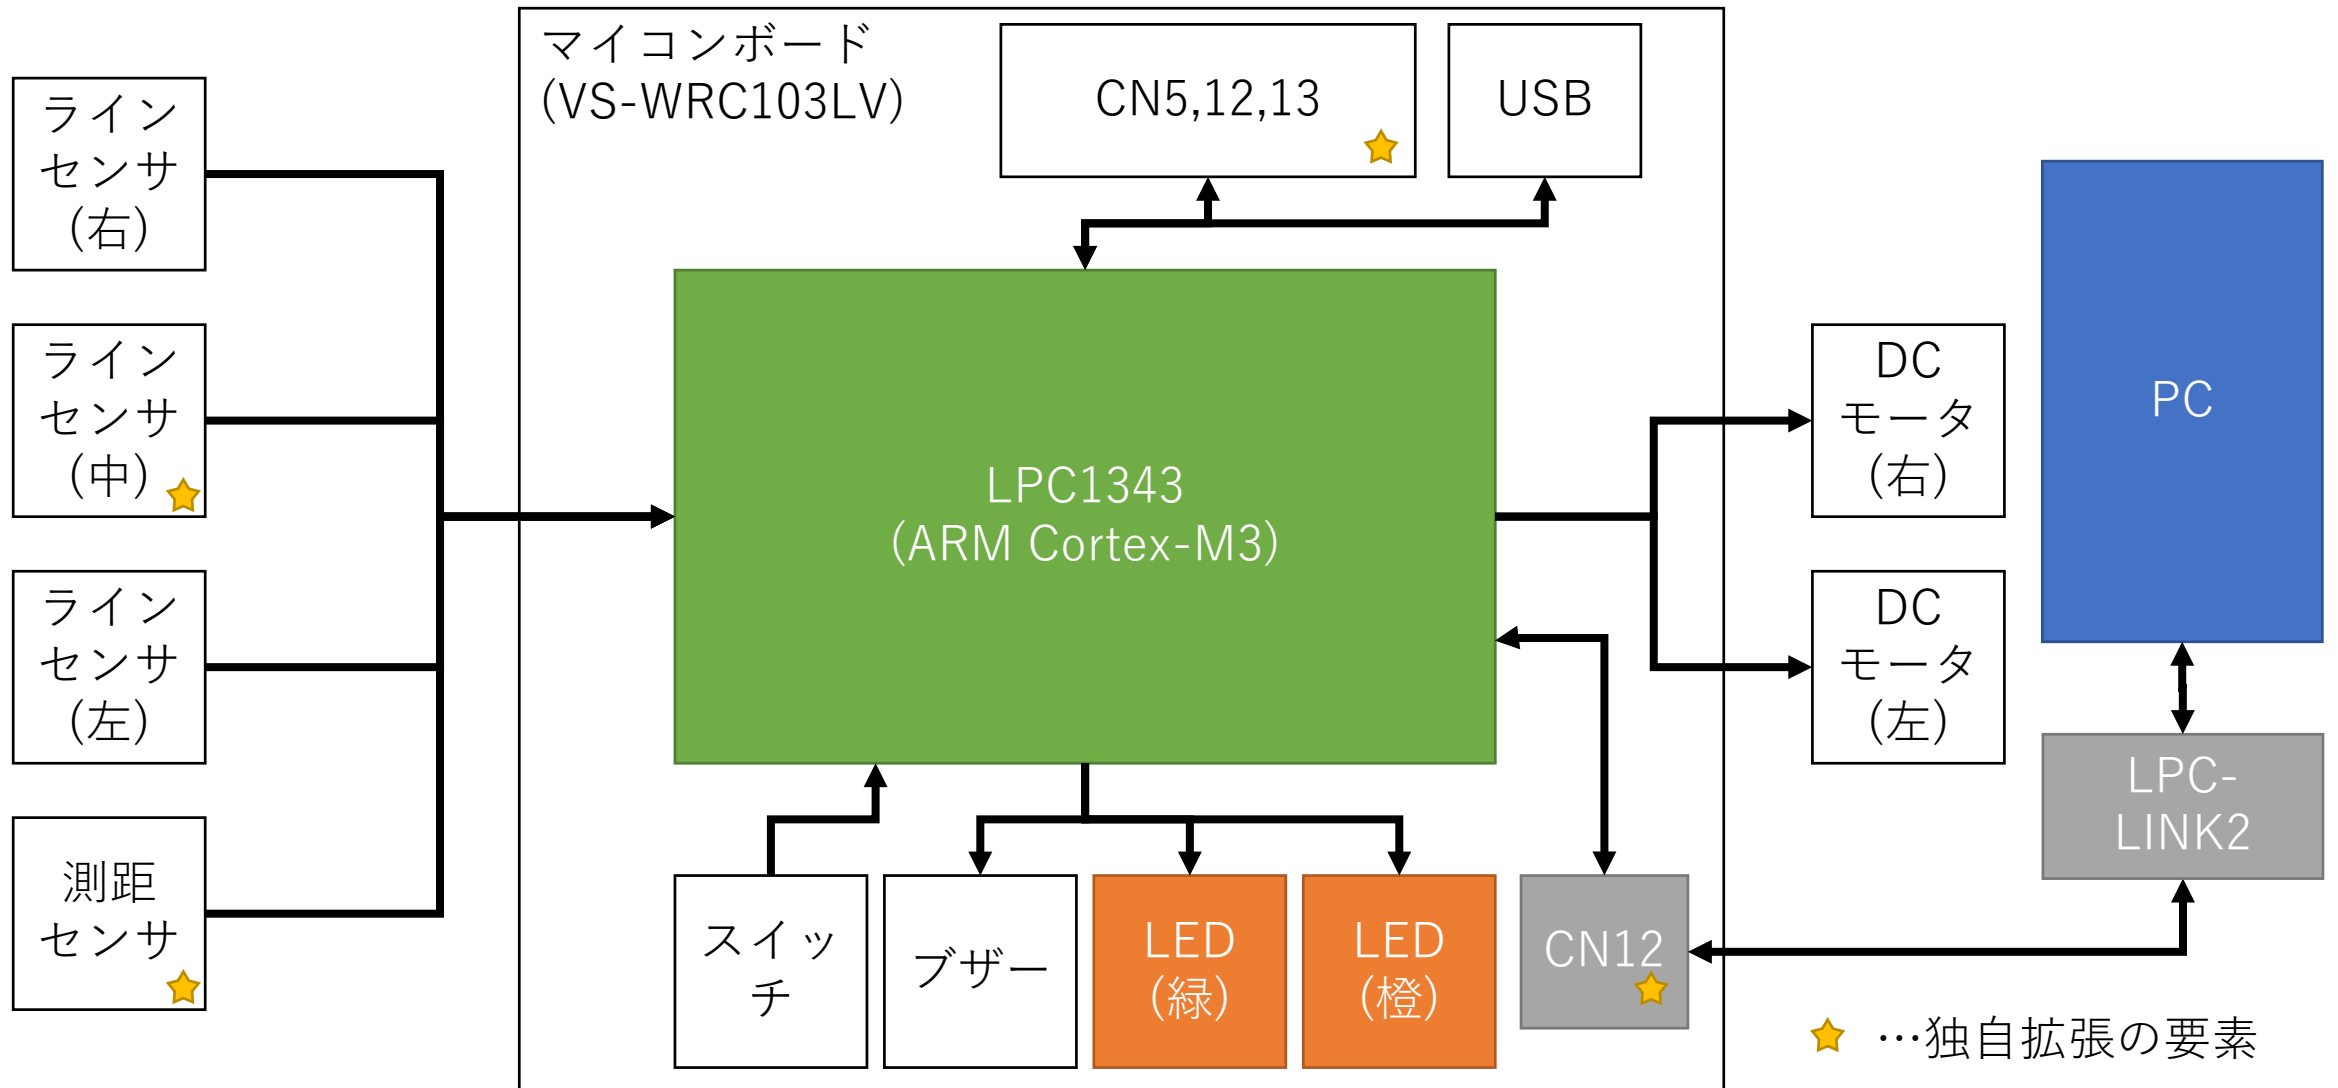 マイコンボード
(VS-WRC103LV)
CN5,12,13
USB
ライン
センサ
(右)
ライン
センサ
(中)
ライン
センサ
(左)
測距
センサ
LPC1343
(ARM Cortex-M3)
DC
モータ
(右)
DC
モータ
(左)
PC
LPC-
LINK2
スイッ
チ
ブザー
LED
(緑)
LED
(橙)
CN12
…独自拡張の要素